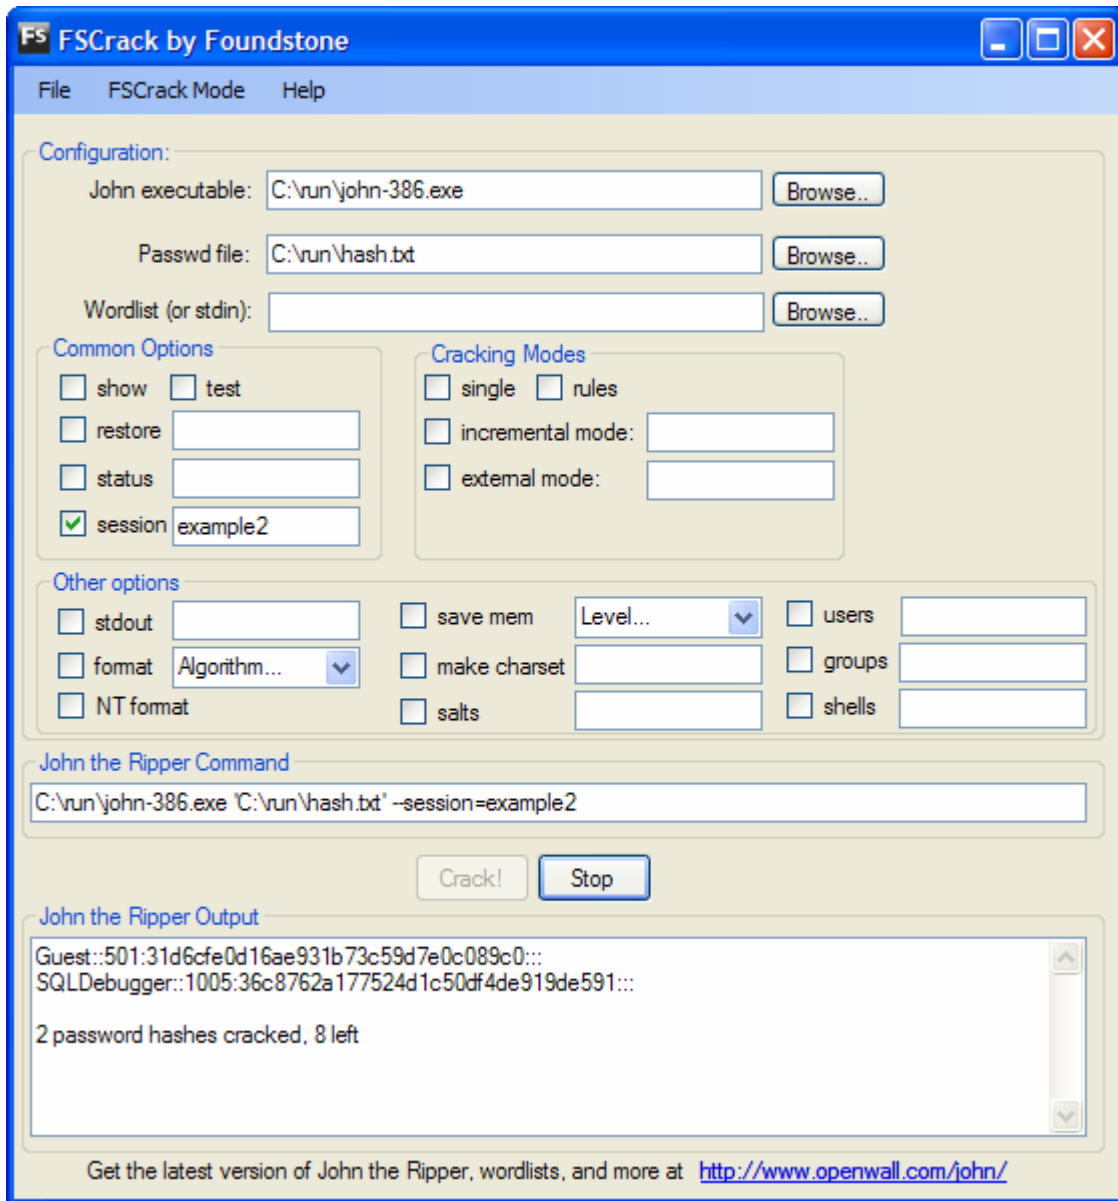 FS FSCrack by Foundstone
File FSCrack Mode Help
Configuration:
John executable: C:\run\john-386.exe Browse..
Passwd file: C:\run\hash.txt Browse..
Wordlist (or stdin): Browse..
Common Options
show test
restore
status
session example2
Cracking Modes
single rules
incremental mode:
external mode:
Other options
stdout save mem Level... users
format Algorithm... make charset groups
NT format salts shells
John the Ripper Command
C:\run\john-386.exe 'C:\run\hash.txt' --session=example2
Crack! Stop
John the Ripper Output
Guest::501:31d6cfe0d16ae931b73c59d7e0c089c0:::
SQLDebugger::1005:36c8762a177524d1c50df4de919de591:::
2 password hashes cracked, 8 left
Get the latest version of John the Ripper, wordlists, and more at http://www.openwall.com/john/